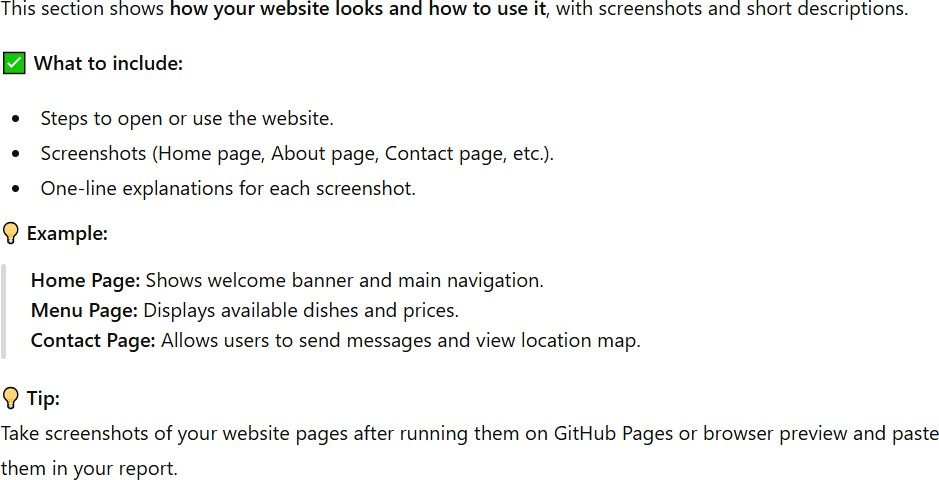 This section shows how your website looks and how to use it, with screenshots and short descriptions.
✅ What to include:
• Steps to open or use the website.
• Screenshots (Home page, About page, Contact page, etc.).
• One-line explanations for each screenshot.
💡 Example:
Home Page: Shows welcome banner and main navigation.
Menu Page: Displays available dishes and prices.
Contact Page: Allows users to send messages and view location map.
💡 Tip:
Take screenshots of your website pages after running them on GitHub Pages or browser preview and paste
them in your report.